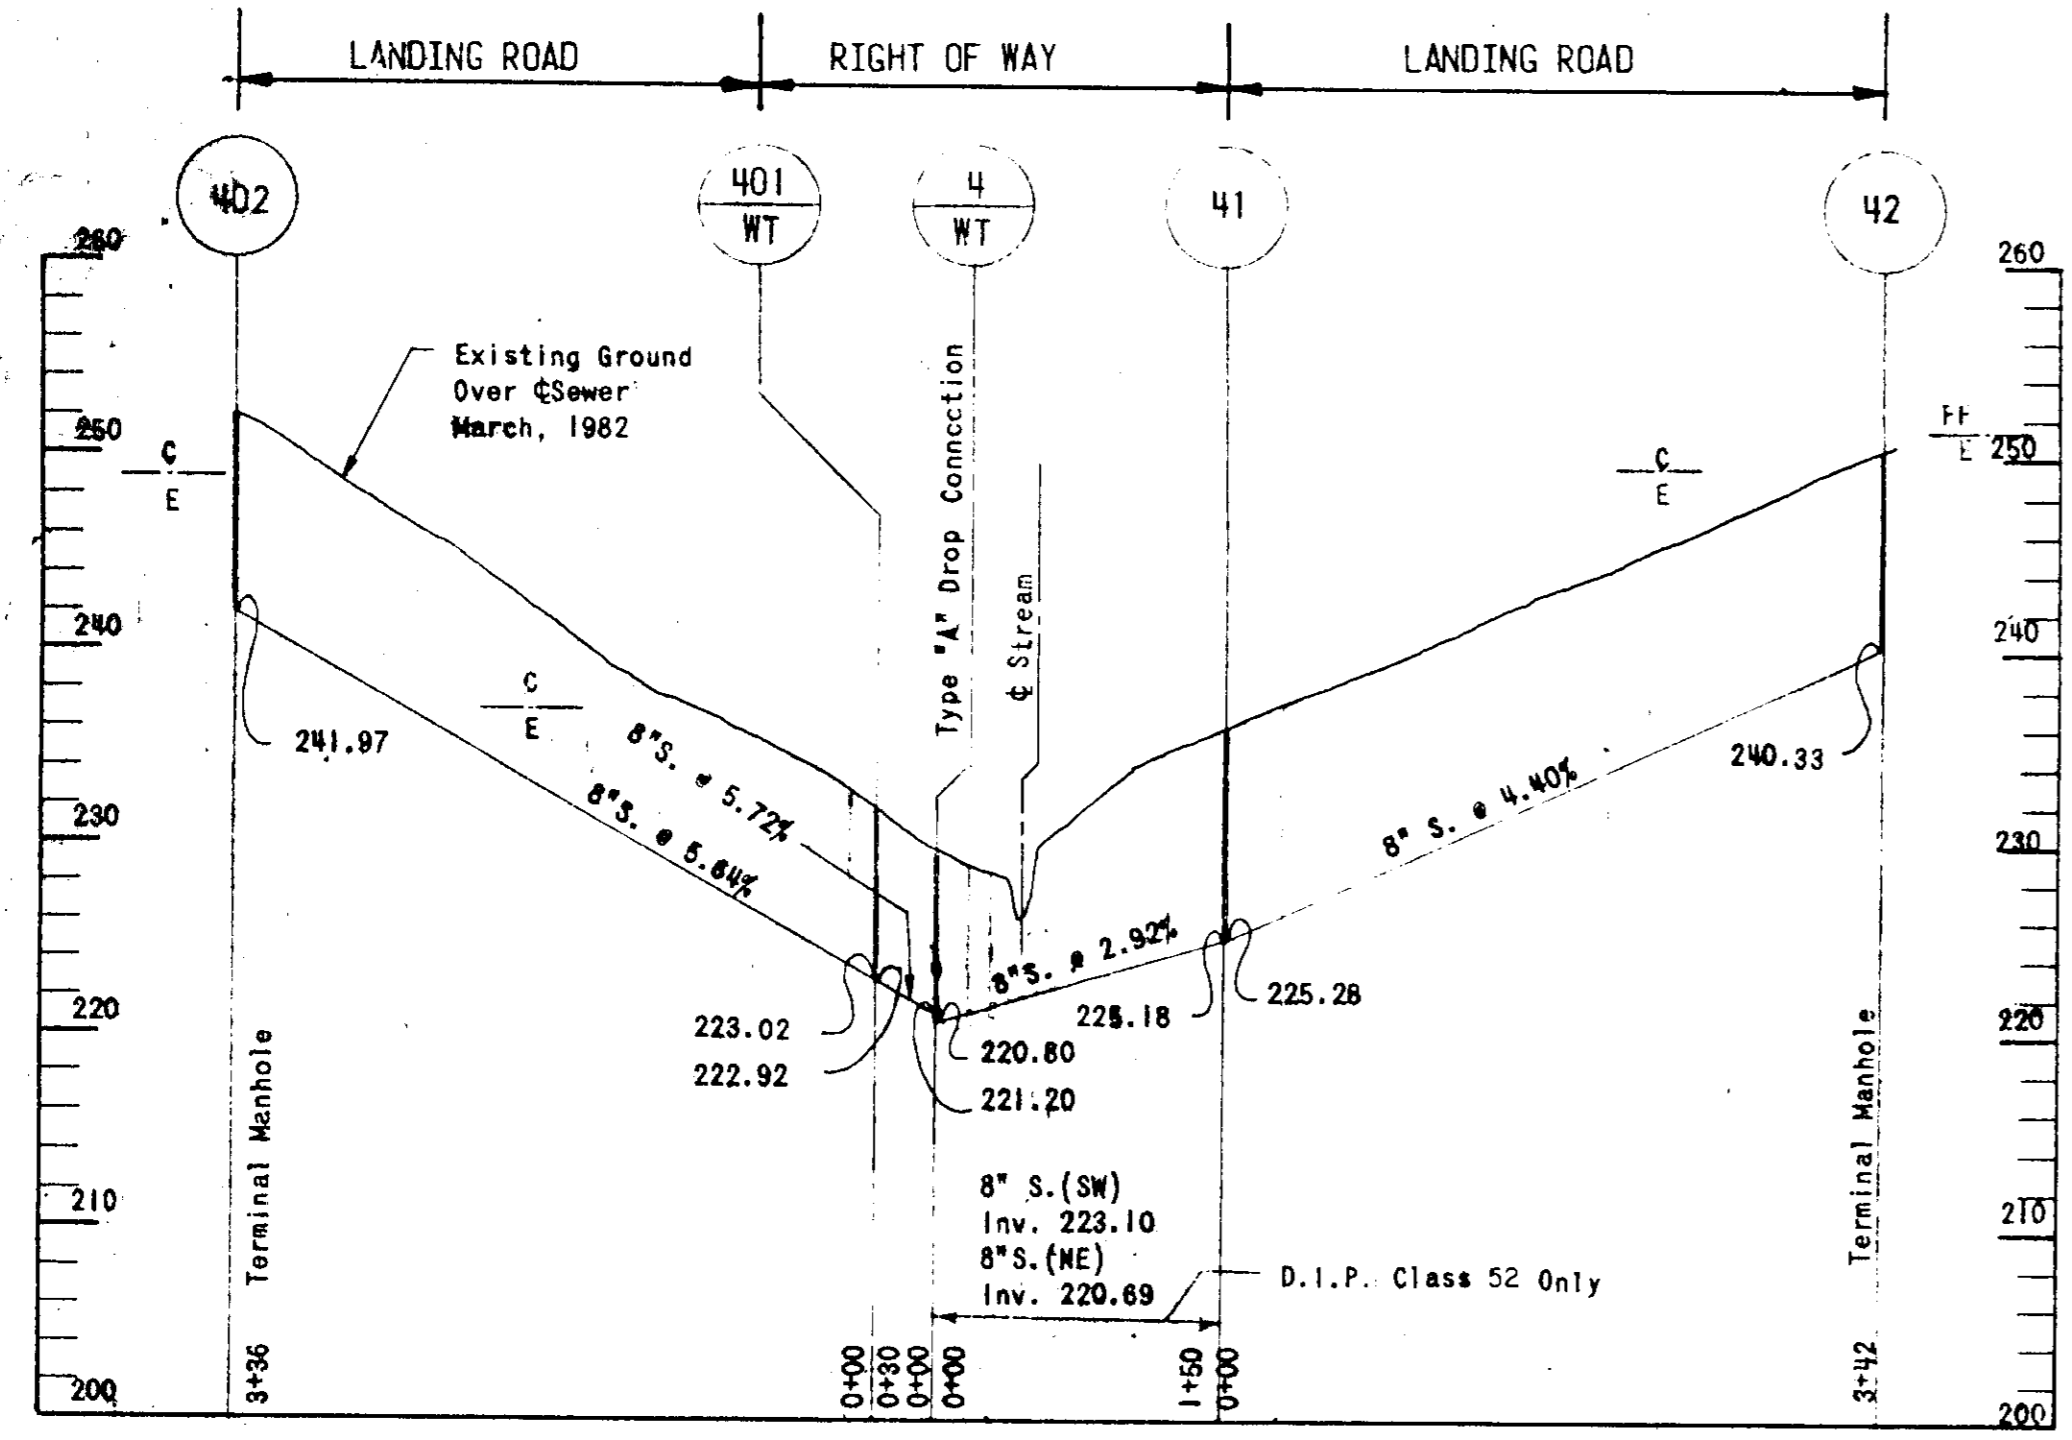 LANDING ROAD
RIGHT OF WAY
LANDING ROAD
402
401
WT
4
WT
41
42
260
260
Existing Ground
Over ℄Sewer
March, 1982
Type "A" Drop Connection
℄ Stream
250
C
E
C
E
FF
E
250
240
240
C
E
241.97
240.33
8"S. @ 5.72%
8"S. @ 5.64%
8" S. @ 4.40%
8"S. @ 2.92%
230
230
223.02
222.92
220.80
221.20
225.18
225.28
220
220
Terminal Manhole
Terminal Manhole
8" S.(SW)
Inv. 223.10
8"S.(NE)
Inv. 220.69
D.I.P. Class 52 Only
210
210
200
200
3+36
0+00
0+30
0+00
0+00
1+50
0+00
3+42